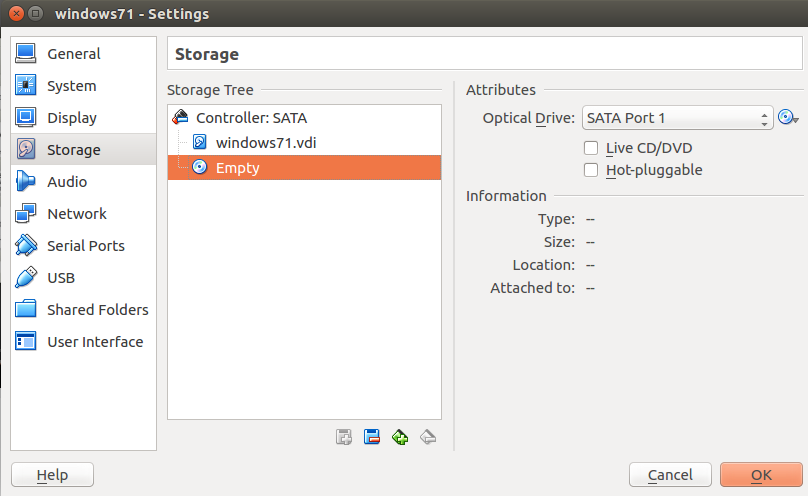 windows71 - Settings
General
System
Display
Storage
Audio
Network
Serial Ports
USB
Shared Folders
User Interface
Storage
Storage Tree
Controller: SATA
windows71.vdi
Empty
Attributes
Optical Drive: SATA Port 1
Live CD/DVD
Hot-pluggable
Information
Type: --
Size: --
Location: --
Attached to: --
Help
Cancel
OK